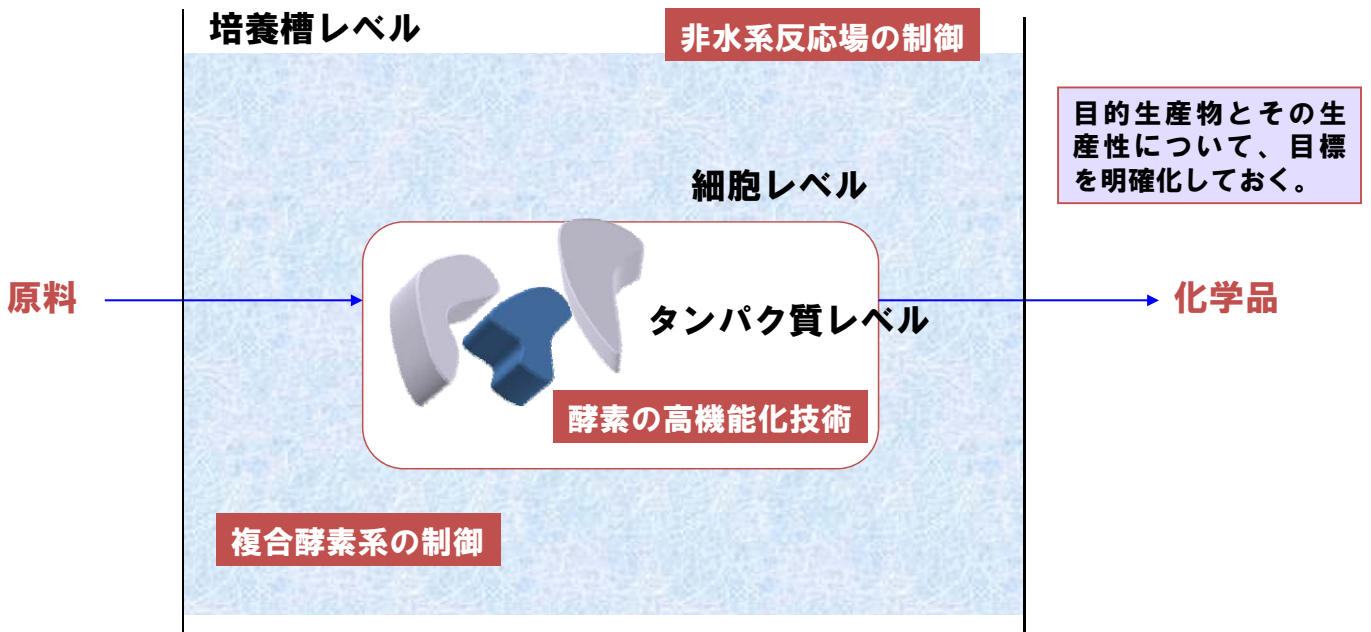 培養槽レベル
非水系反応場の制御
目的生産物とその生
産性について、目標
を明確化しておく。
細胞レベル
原料
タンパク質レベル
化学品
酵素の高機能化技術
複合酵素系の制御